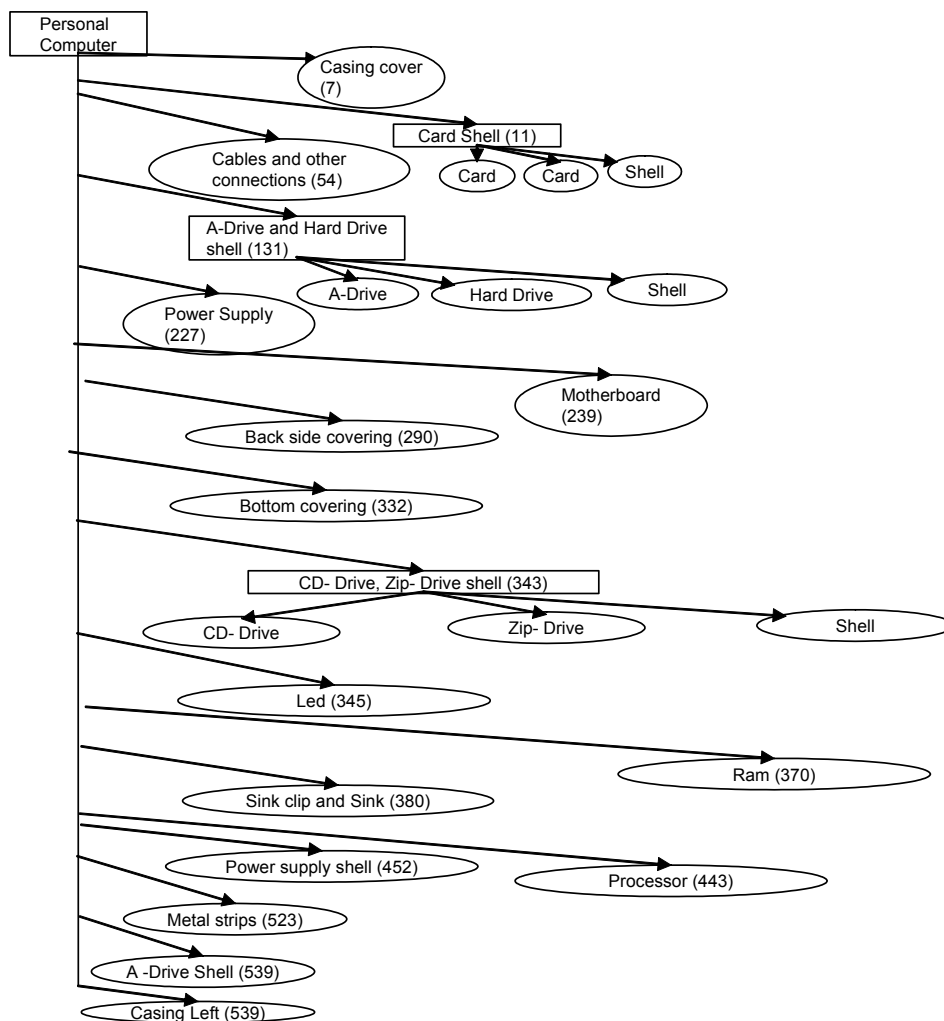 Personal
Computer
Casing cover
(7)
Card Shell (11)
Cables and other
connections (54)
Card
Card
Shell
A-Drive and Hard Drive
shell (131)
A-Drive
Hard Drive
Shell
Power Supply
(227)
Motherboard
(239)
Back side covering (290)
Bottom covering (332)
CD- Drive, Zip- Drive shell (343)
CD- Drive
Zip- Drive
Shell
Led (345)
Ram (370)
Sink clip and Sink (380)
Power supply shell (452)
Processor (443)
Metal strips (523)
A -Drive Shell (539)
Casing Left (539)